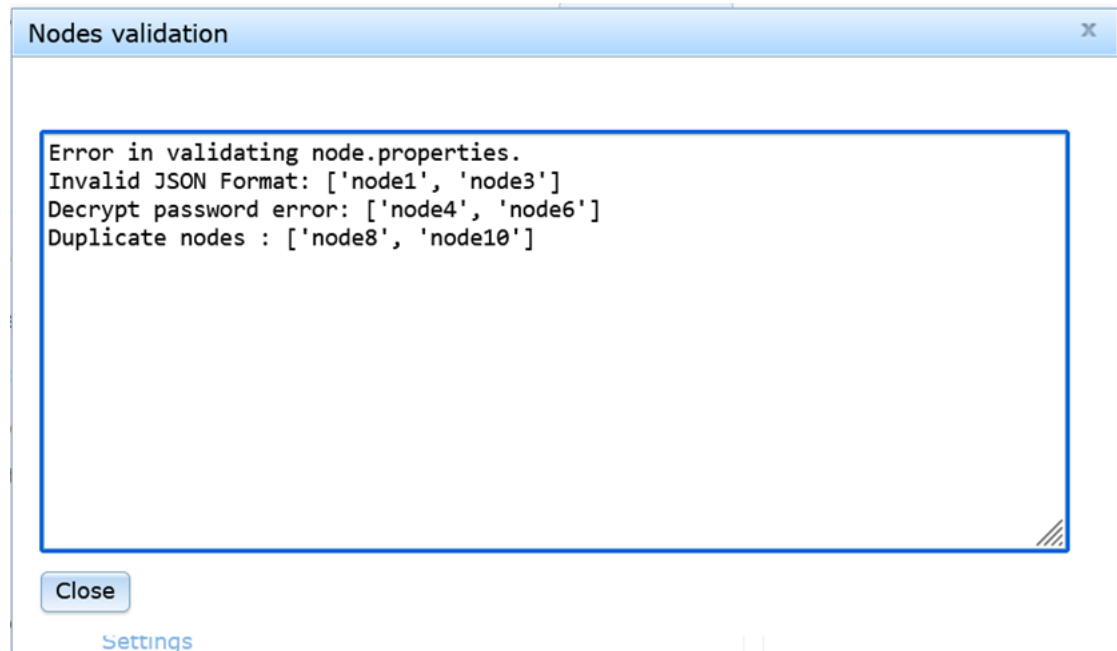 Nodes validation
x
Error in validating node.properties.
Invalid JSON Format: ['node1', 'node3']
Decrypt password error: ['node4', 'node6']
Duplicate nodes : ['node8', 'node10']
Close
Settings